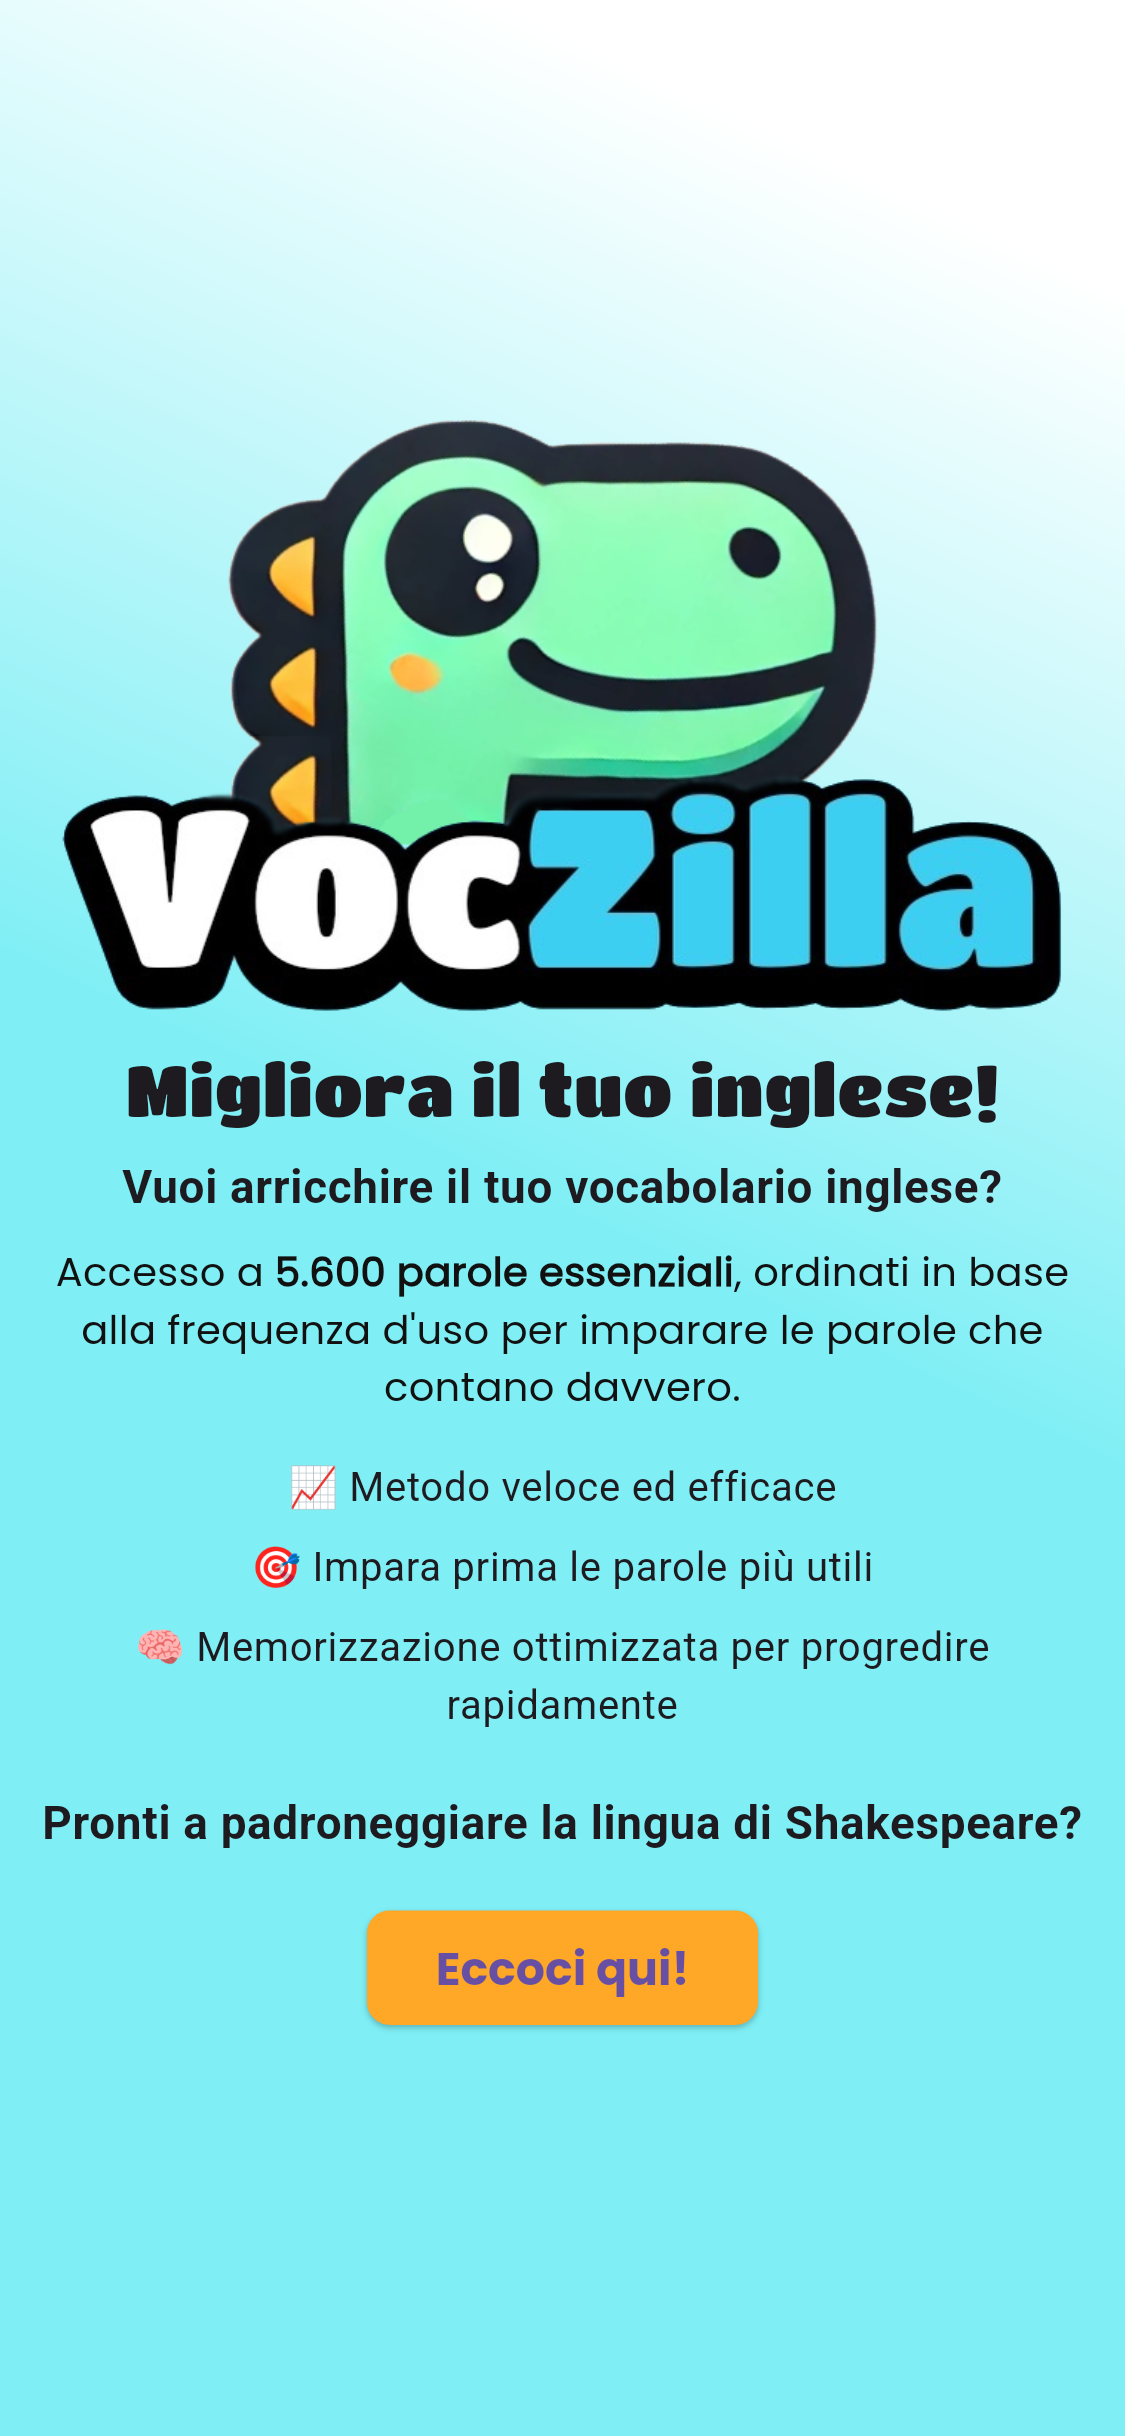 VocZilla
Migliora il tuo inglese!
Vuoi arricchire il tuo vocabolario inglese?
Accesso a 5.600 parole essenziali, ordinati in base
alla frequenza d'uso per imparare le parole che
contano davvero.
📈 Metodo veloce ed efficace
🎯 Impara prima le parole più utili
🧠 Memorizzazione ottimizzata per progredire
rapidamente
Pronti a padroneggiare la lingua di Shakespeare?
Eccoci qui!